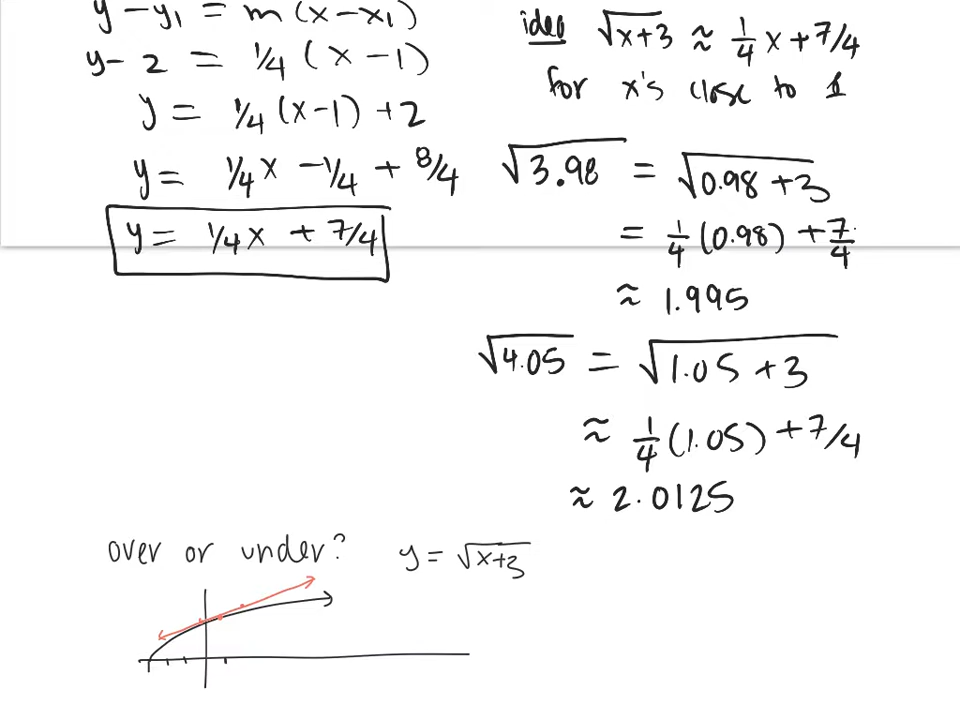 y - y₁ = m(x - x₁)
y - 2 = 1/4 (x - 1)
y = 1/4 (x - 1) + 2
y = 1/4 x - 1/4 + 8/4
y = 1/4 x + 7/4
idea √(x+3) ≈ 1/4 x + 7/4
for x's close to 1
√3.98 = √(0.98 + 3)
= 1/4 (0.98) + 7/4
≈ 1.995
√4.05 = √(1.05 + 3)
≈ 1/4 (1.05) + 7/4
≈ 2.0125
over or under? y = √(x+3)